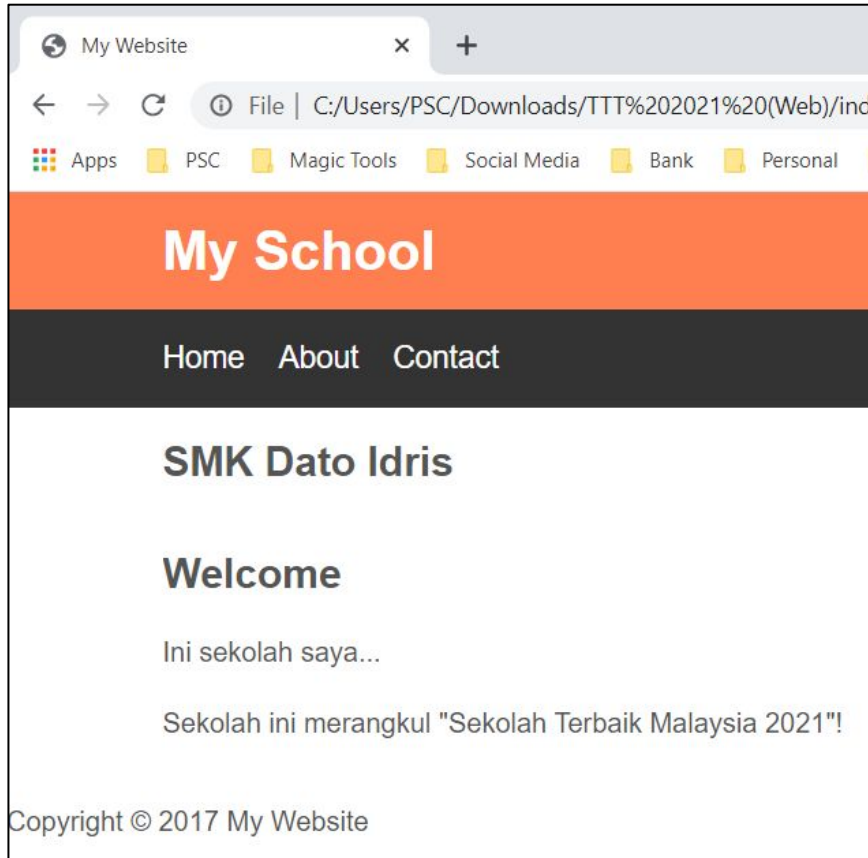 My Website
File | C:/Users/PSC/Downloads/TTT%202021%20(Web)/ind
Apps PSC Magic Tools Social Media Bank Personal
My School
Home About Contact
SMK Dato Idris
Welcome
Ini sekolah saya...
Sekolah ini merangkul "Sekolah Terbaik Malaysia 2021"!
Copyright © 2017 My Website